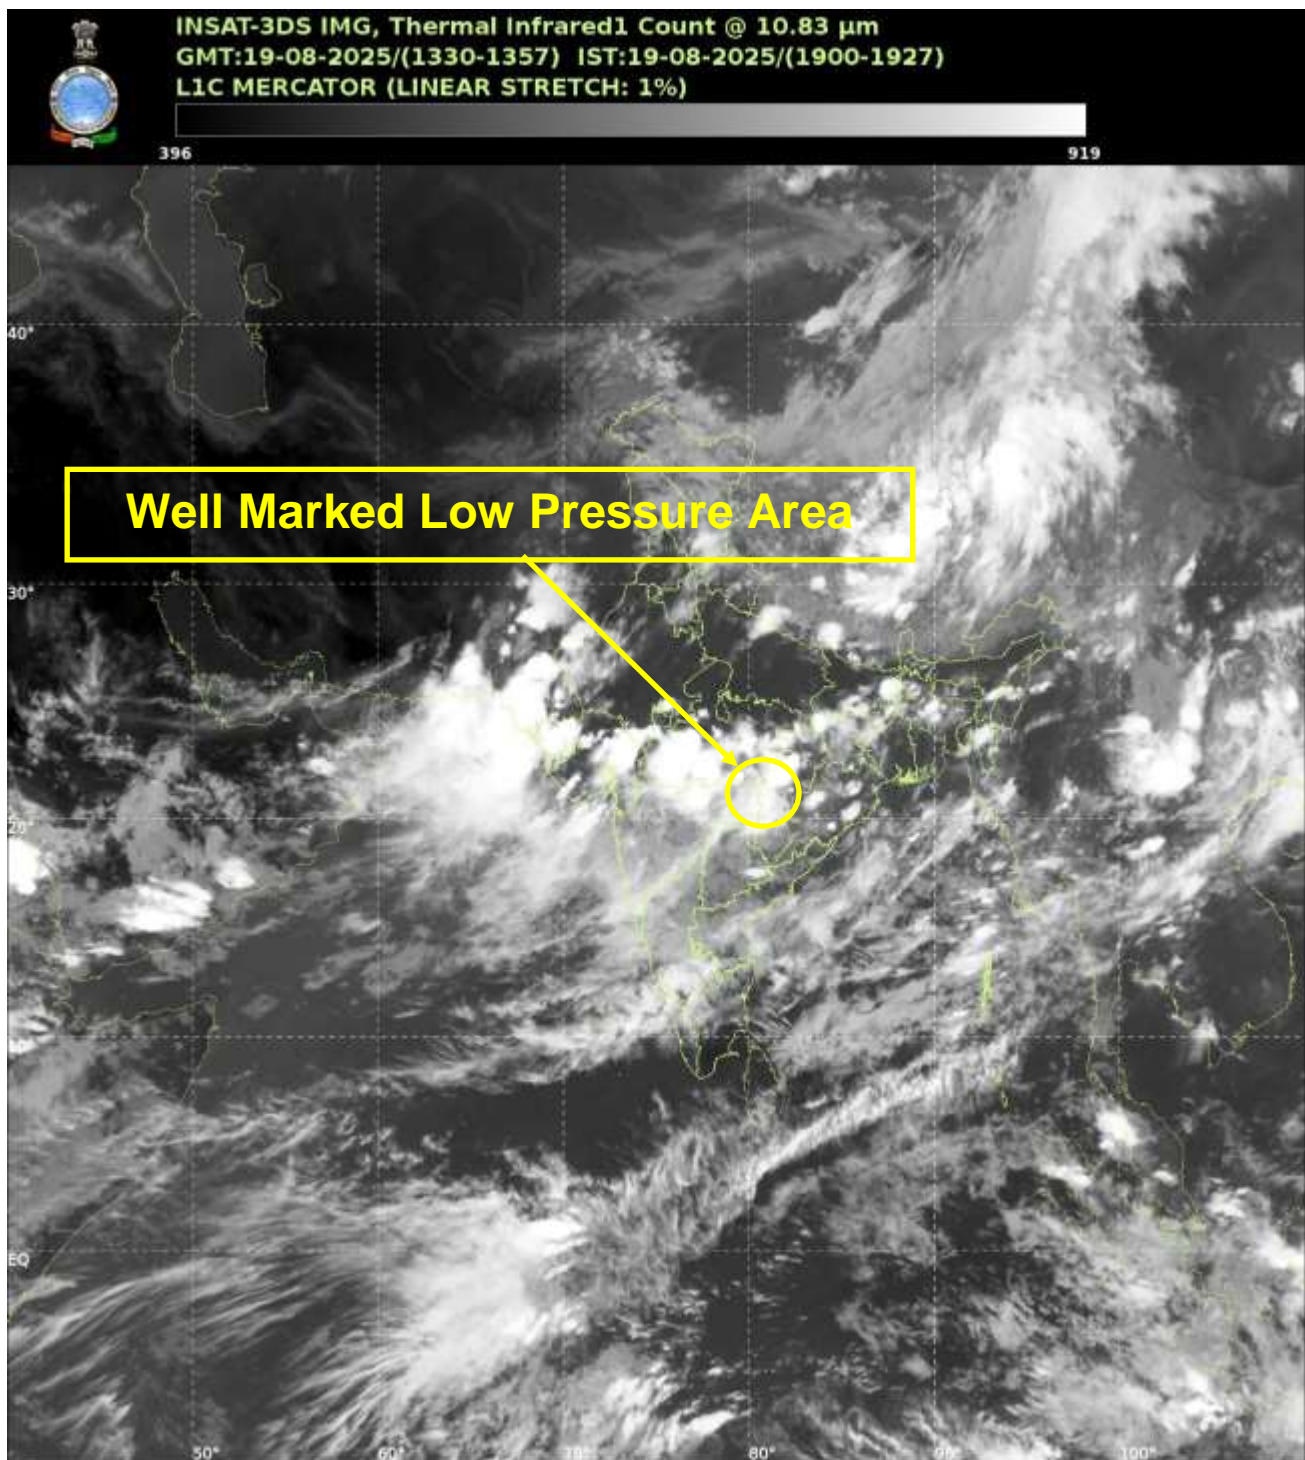 INSAT-3DS IMG, Thermal Infrared1 Count @ 10.83 μm
GMT:19-08-2025/(1330-1357) IST:19-08-2025/(1900-1927)
L1C MERCATOR (LINEAR STRETCH: 1%)
396 919
40°
Well Marked Low Pressure Area
30°
20°
EQ
50° 60° 70° 80° 90° 100°